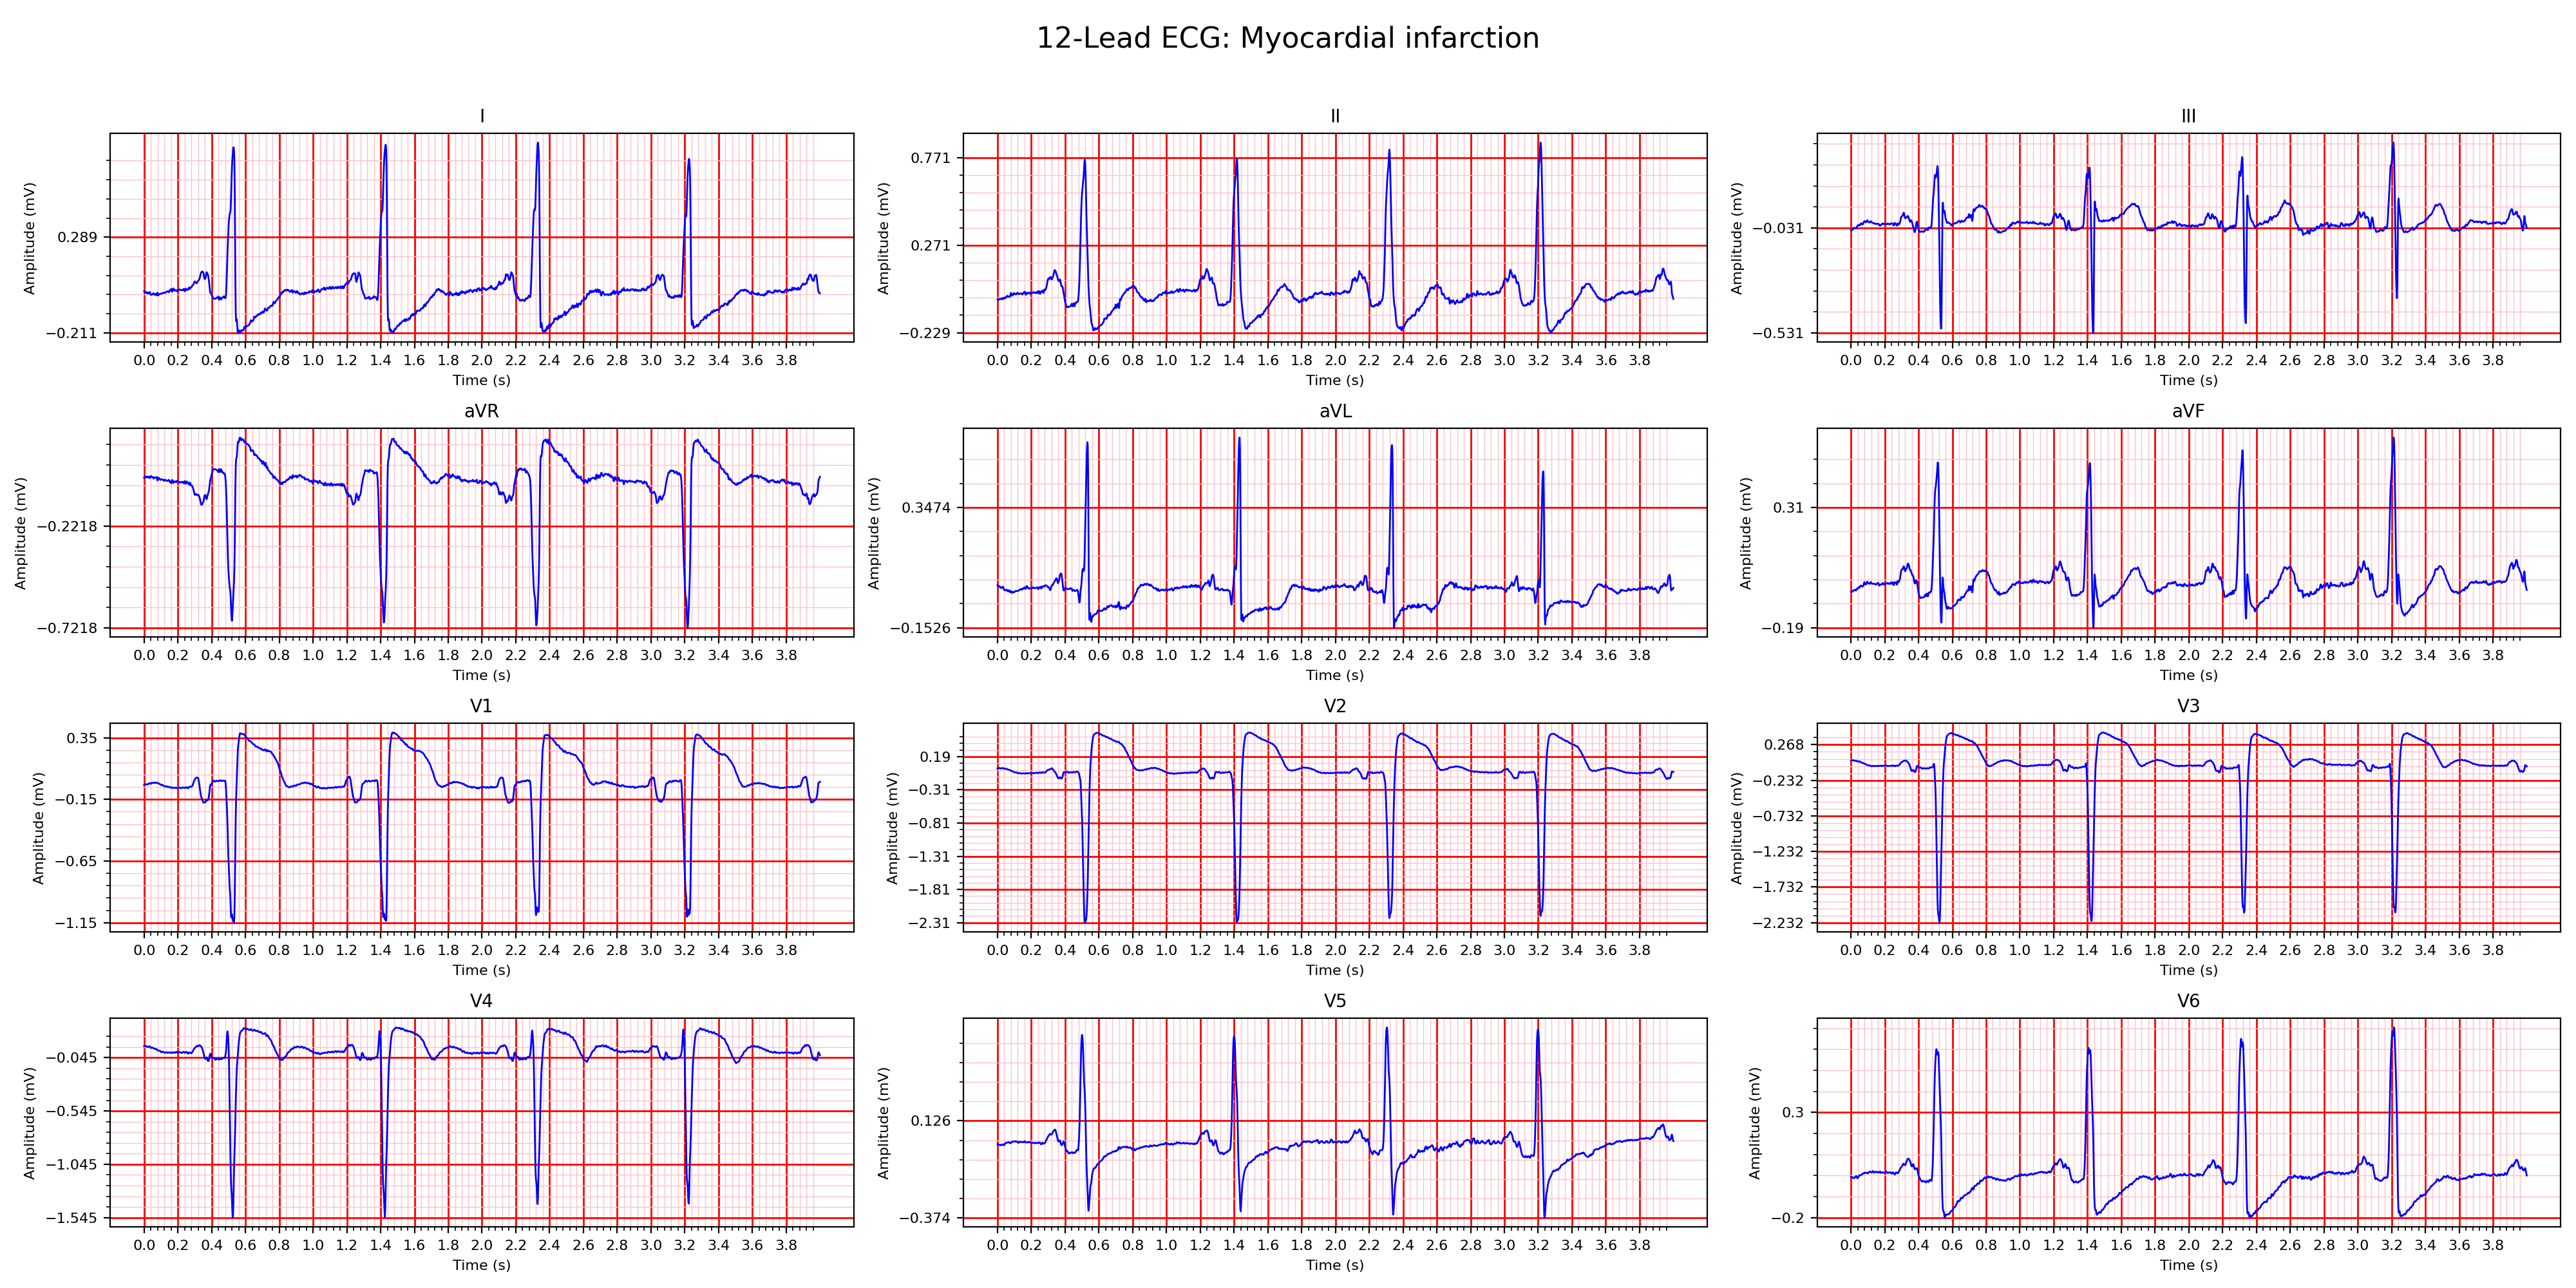 12-Lead ECG: Myocardial infarction
I
Amplitude (mV)
0.289
−0.211
0.0 0.2 0.4 0.6 0.8 1.0 1.2 1.4 1.6 1.8 2.0 2.2 2.4 2.6 2.8 3.0 3.2 3.4 3.6 3.8
Time (s)
II
Amplitude (mV)
0.771
0.271
−0.229
0.0 0.2 0.4 0.6 0.8 1.0 1.2 1.4 1.6 1.8 2.0 2.2 2.4 2.6 2.8 3.0 3.2 3.4 3.6 3.8
Time (s)
III
Amplitude (mV)
−0.031
−0.531
0.0 0.2 0.4 0.6 0.8 1.0 1.2 1.4 1.6 1.8 2.0 2.2 2.4 2.6 2.8 3.0 3.2 3.4 3.6 3.8
Time (s)
aVR
Amplitude (mV)
−0.2218
−0.7218
0.0 0.2 0.4 0.6 0.8 1.0 1.2 1.4 1.6 1.8 2.0 2.2 2.4 2.6 2.8 3.0 3.2 3.4 3.6 3.8
Time (s)
aVL
Amplitude (mV)
0.3474
−0.1526
0.0 0.2 0.4 0.6 0.8 1.0 1.2 1.4 1.6 1.8 2.0 2.2 2.4 2.6 2.8 3.0 3.2 3.4 3.6 3.8
Time (s)
aVF
Amplitude (mV)
0.31
−0.19
0.0 0.2 0.4 0.6 0.8 1.0 1.2 1.4 1.6 1.8 2.0 2.2 2.4 2.6 2.8 3.0 3.2 3.4 3.6 3.8
Time (s)
V1
Amplitude (mV)
0.35
−0.15
−0.65
−1.15
0.0 0.2 0.4 0.6 0.8 1.0 1.2 1.4 1.6 1.8 2.0 2.2 2.4 2.6 2.8 3.0 3.2 3.4 3.6 3.8
Time (s)
V2
Amplitude (mV)
0.19
−0.31
−0.81
−1.31
−1.81
−2.31
0.0 0.2 0.4 0.6 0.8 1.0 1.2 1.4 1.6 1.8 2.0 2.2 2.4 2.6 2.8 3.0 3.2 3.4 3.6 3.8
Time (s)
V3
Amplitude (mV)
0.268
−0.232
−0.732
−1.232
−1.732
−2.232
0.0 0.2 0.4 0.6 0.8 1.0 1.2 1.4 1.6 1.8 2.0 2.2 2.4 2.6 2.8 3.0 3.2 3.4 3.6 3.8
Time (s)
V4
Amplitude (mV)
−0.045
−0.545
−1.045
−1.545
0.0 0.2 0.4 0.6 0.8 1.0 1.2 1.4 1.6 1.8 2.0 2.2 2.4 2.6 2.8 3.0 3.2 3.4 3.6 3.8
Time (s)
V5
Amplitude (mV)
0.126
−0.374
0.0 0.2 0.4 0.6 0.8 1.0 1.2 1.4 1.6 1.8 2.0 2.2 2.4 2.6 2.8 3.0 3.2 3.4 3.6 3.8
Time (s)
V6
Amplitude (mV)
0.3
−0.2
0.0 0.2 0.4 0.6 0.8 1.0 1.2 1.4 1.6 1.8 2.0 2.2 2.4 2.6 2.8 3.0 3.2 3.4 3.6 3.8
Time (s)